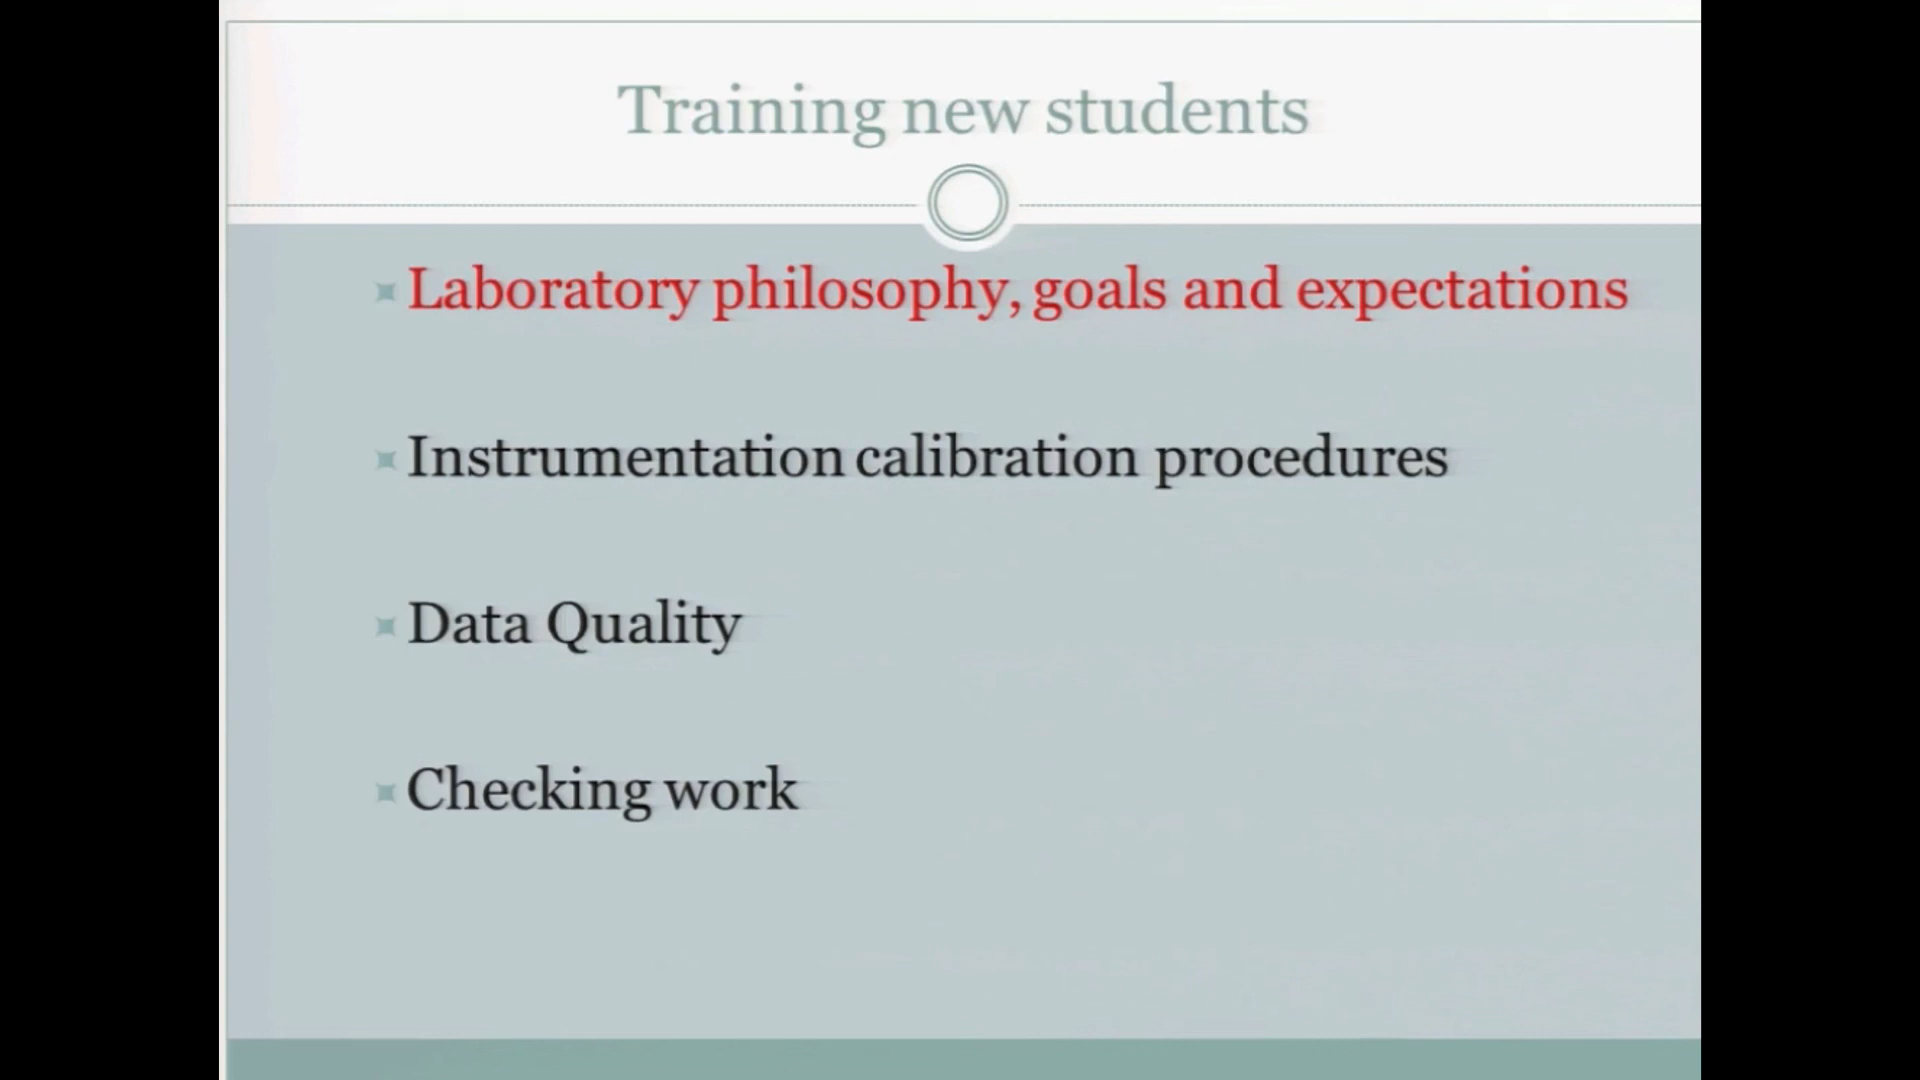 Training new students
Laboratory philosophy, goals and expectations
Instrumentation calibration procedures
Data Quality
Checking work